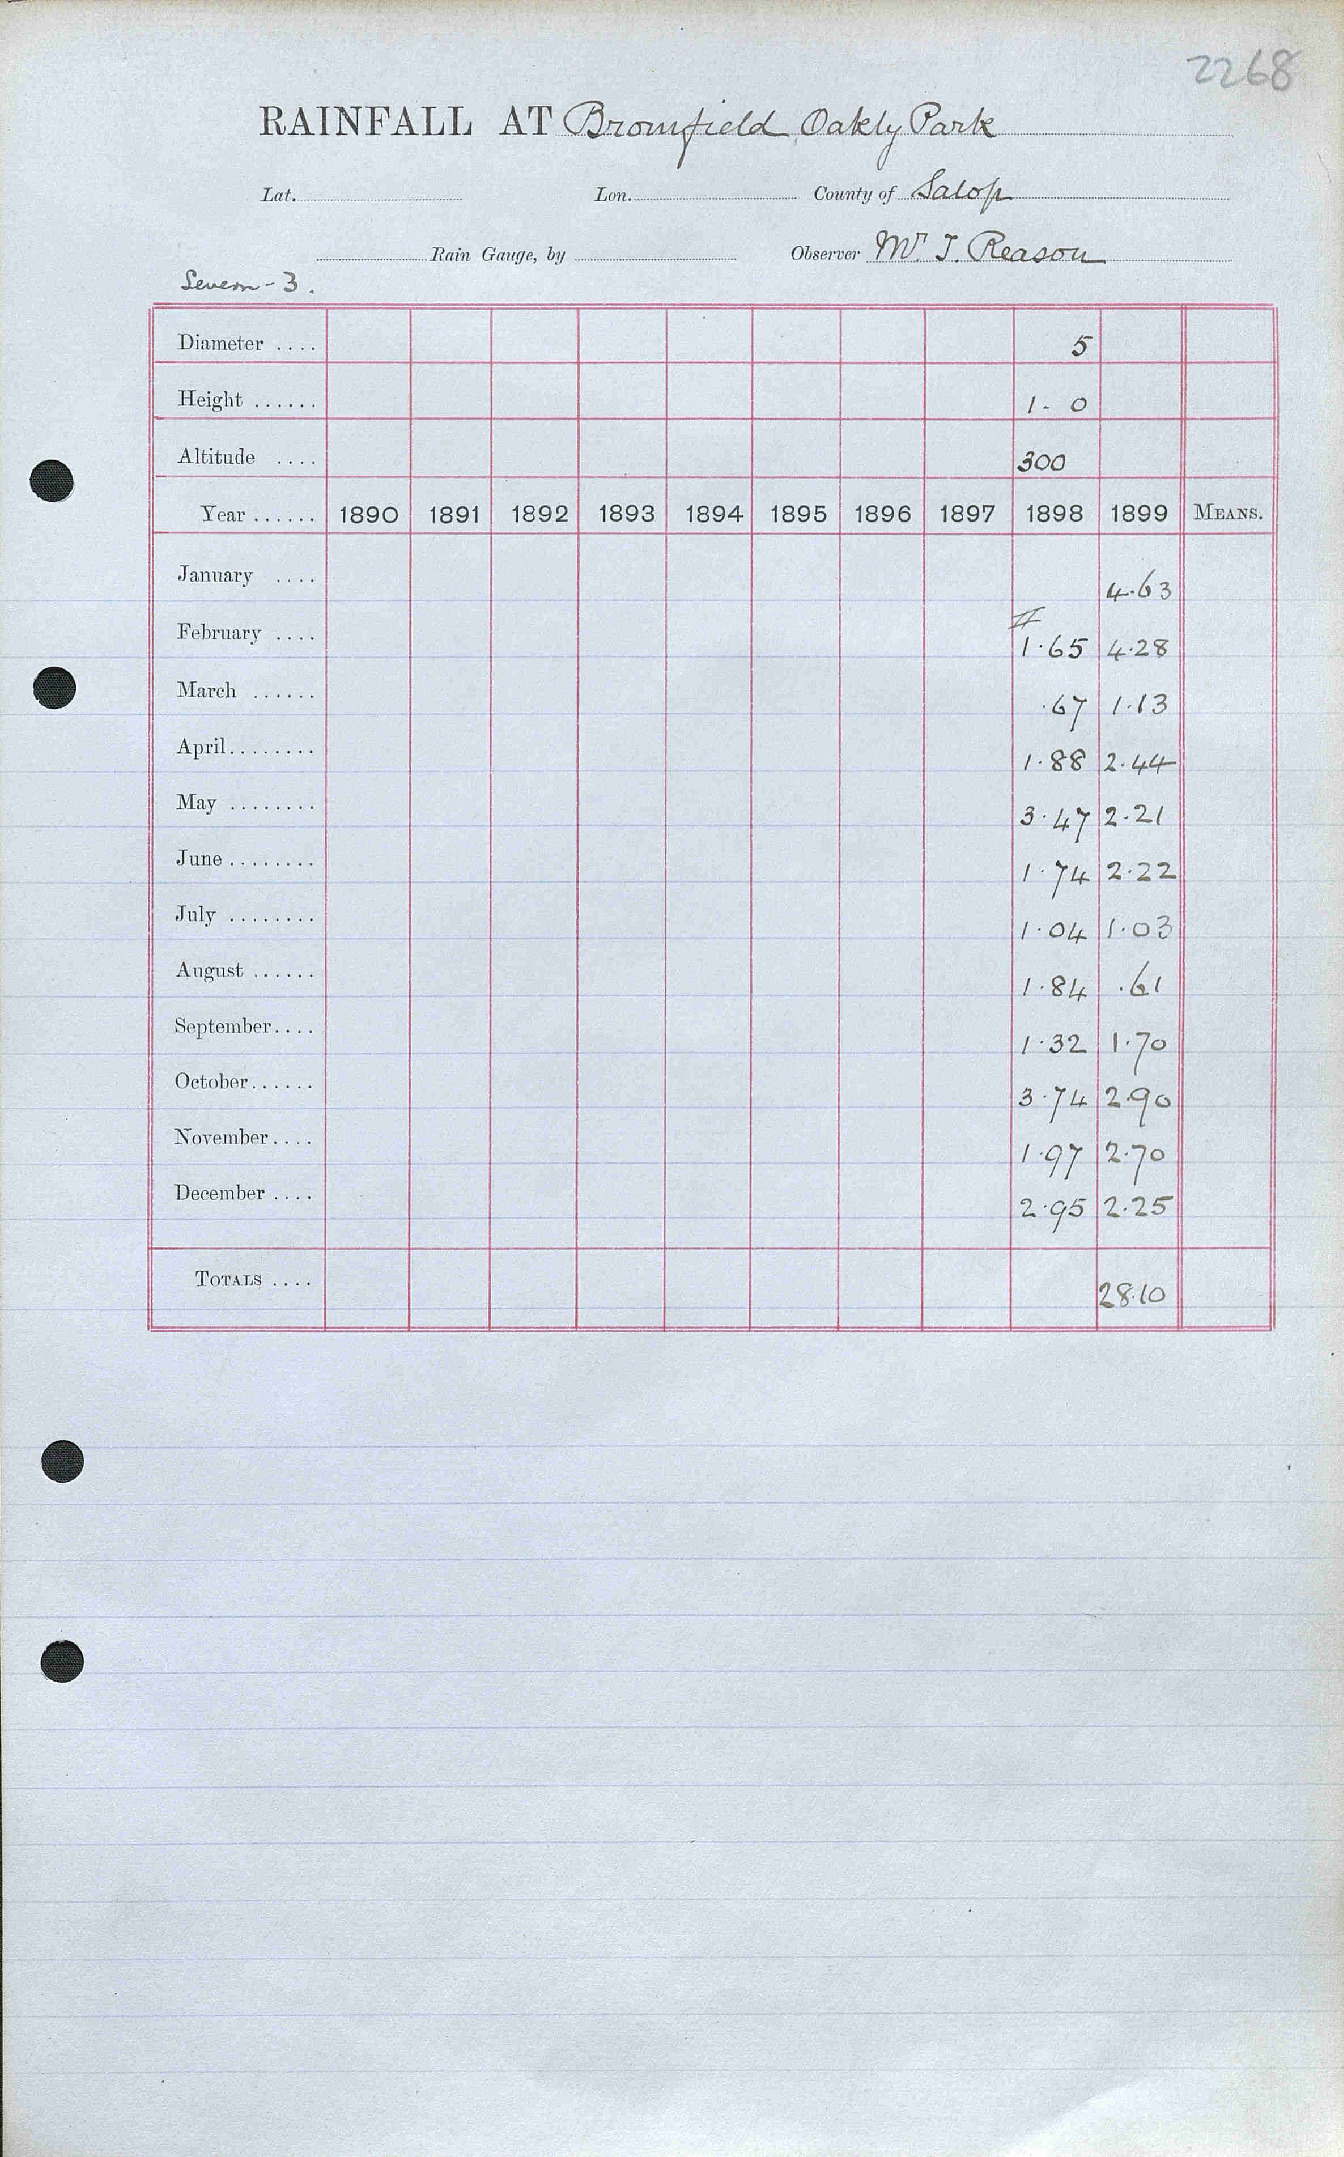 2268
RAINFALL AT Bromfield, Oakly Park
Lat. Lon. County of Salop
Rain Gauge, by Observer Mr. J. Reason
Severn - 3.
Diameter .... 5
Height ...... 1 - 0
Altitude .... 300
Year ...... 1890 1891 1892 1893 1894 1895 1896 1897 1898 1899 MEANS.
January .... 4.63
February .... 1.65 4.28
March ...... .67 1.13
April........ 1.88 2.44
May ........ 3.47 2.21
June ........ 1.74 2.22
July ........ 1.04 1.03
August ...... 1.84 .61
September.... 1.32 1.70
October...... 3.74 2.90
November.... 1.97 2.70
December .... 2.95 2.25
TOTALS .... 28.10